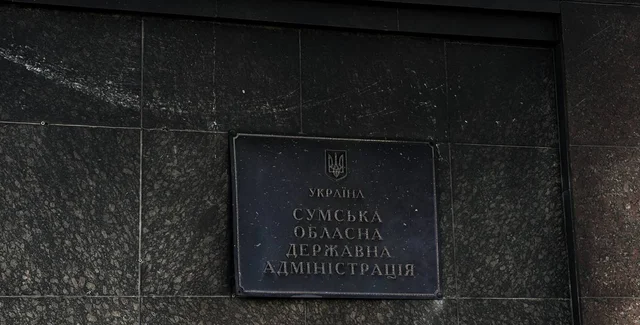 УКРАЇНА
СУМСЬКА
ОБЛАСНА
ДЕРЖАВНА
АДМІНІСТРАЦІЯ